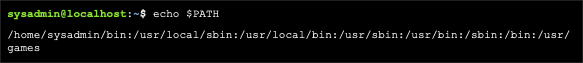 sysadmin@localhost:~$ echo $PATH
/home/sysadmin/bin:/usr/local/sbin:/usr/local/bin:/usr/sbin:/usr/bin:/sbin:/bin:/usr/
games